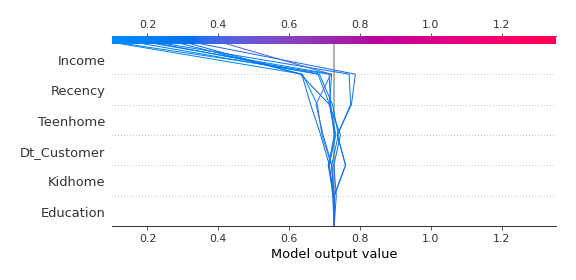 0.2 0.4 0.6 0.8 1.0 1.2
Income
Recency
Teenhome
Dt_Customer
Kidhome
Education
0.2 0.4 0.6 0.8 1.0 1.2
Model output value